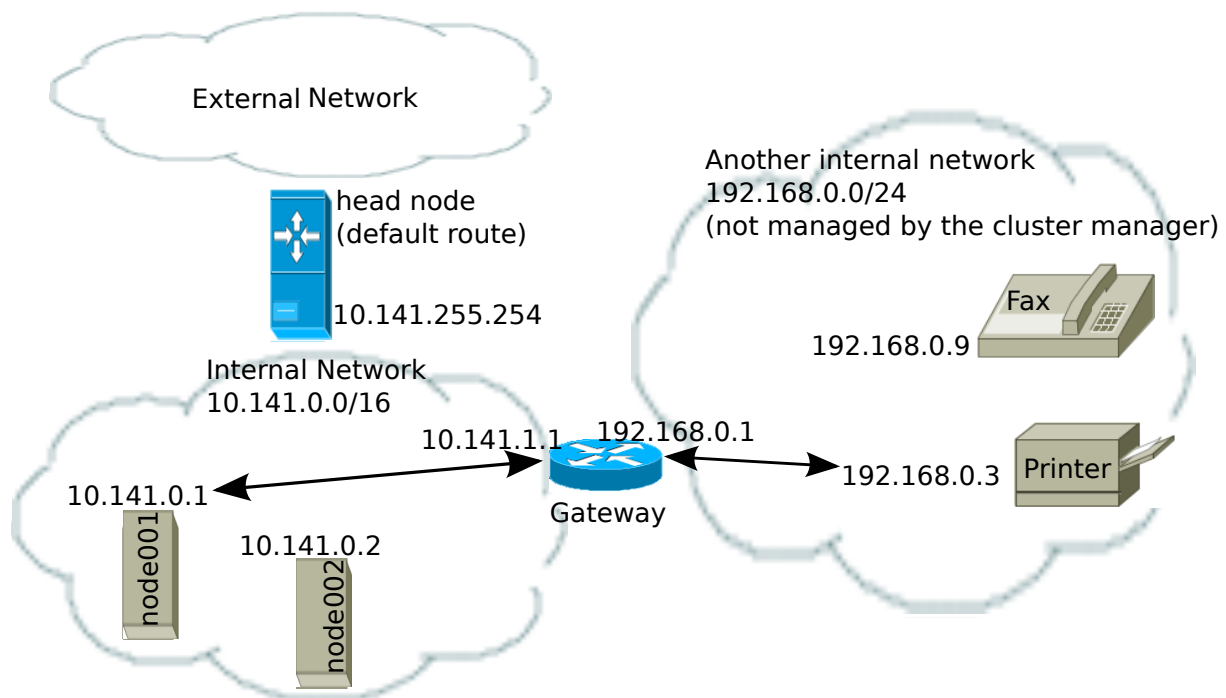 External Network
head node
(default route)
10.141.255.254
Another internal network
192.168.0.0/24
(not managed by the cluster manager)
Fax
192.168.0.9
Internal Network
10.141.0.0/16
10.141.1.1
192.168.0.1
Gateway
192.168.0.3
Printer
10.141.0.1
node001
10.141.0.2
node002